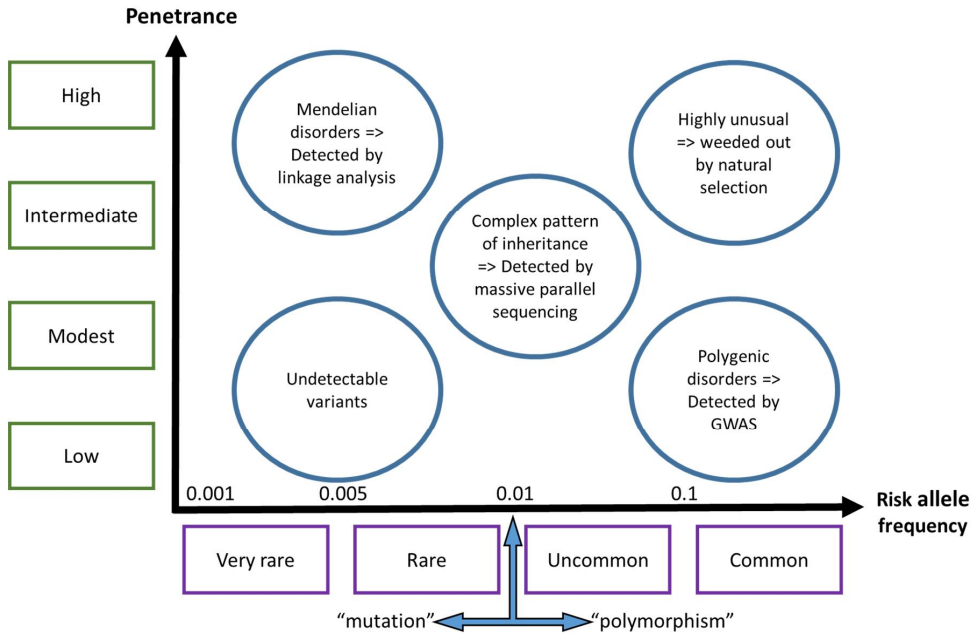 Penetrance
High
Intermediate
Modest
Low
Mendelian
disorders =>
Detected by
linkage analysis
Highly unusual
=> weeded out
by natural
selection
Complex pattern
of inheritance
=> Detected by
massive parallel
sequencing
Undetectable
variants
Polygenic
disorders =>
Detected by
GWAS
0.001
0.005
0.01
0.1
Risk allele
frequency
Very rare
Rare
Uncommon
Common
“mutation”
“polymorphism”